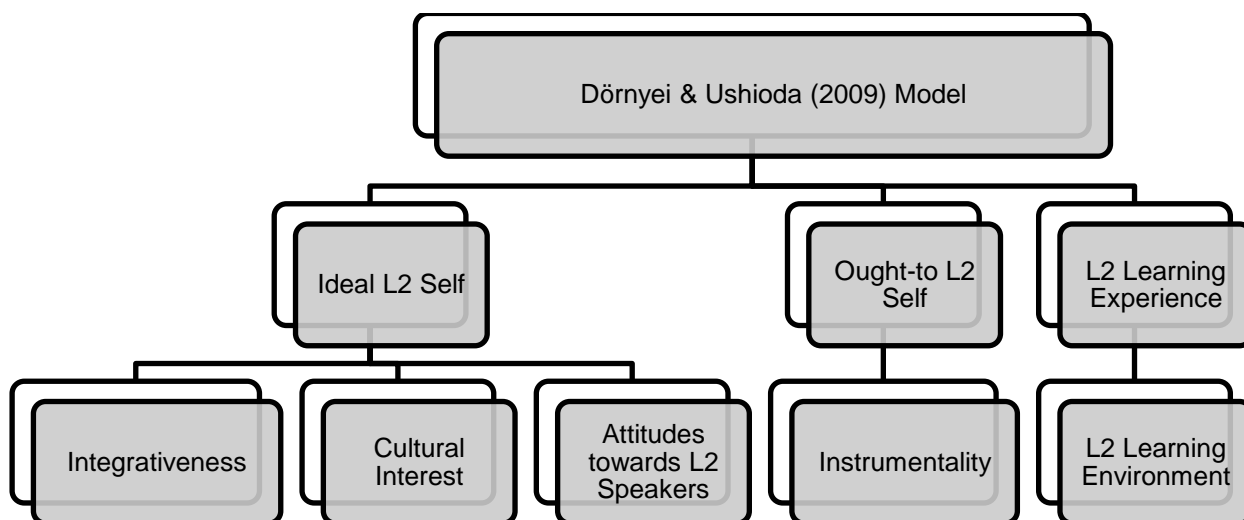 Dörnyei & Ushioda (2009) Model
Ideal L2 Self
Ought-to L2
Self
L2 Learning
Experience
Integrativeness
Cultural
Interest
Attitudes
towards L2
Speakers
Instrumentality
L2 Learning
Environment